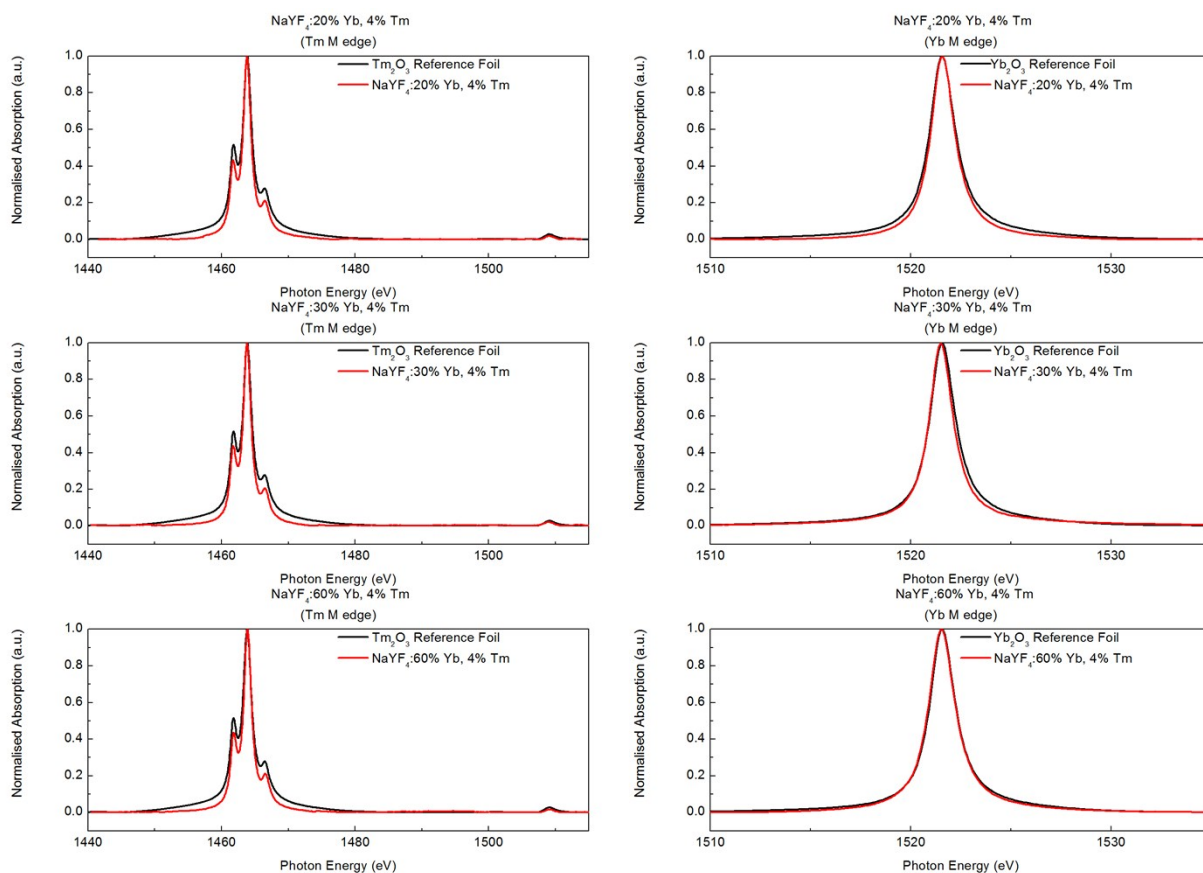 NaYF₄:20% Yb, 4% Tm
(Tm M edge)
Tm₂O₃ Reference Foil
NaYF₄:20% Yb, 4% Tm
Normalised Absorption (a.u.)
1.0
0.8
0.6
0.4
0.2
0.0
1440 1460 1480 1500
Photon Energy (eV)
NaYF₄:20% Yb, 4% Tm
(Yb M edge)
Yb₂O₃ Reference Foil
NaYF₄:20% Yb, 4% Tm
Normalised Absorption (a.u.)
1.0
0.8
0.6
0.4
0.2
0.0
1510 1520 1530
Photon Energy (eV)
NaYF₄:30% Yb, 4% Tm
(Tm M edge)
Tm₂O₃ Reference Foil
NaYF₄:30% Yb, 4% Tm
Normalised Absorption (a.u.)
1.0
0.8
0.6
0.4
0.2
0.0
1440 1460 1480 1500
Photon Energy (eV)
NaYF₄:30% Yb, 4% Tm
(Yb M edge)
Yb₂O₃ Reference Foil
NaYF₄:30% Yb, 4% Tm
Normalised Absorption (a.u.)
1.0
0.8
0.6
0.4
0.2
0.0
1510 1520 1530
Photon Energy (eV)
NaYF₄:60% Yb, 4% Tm
(Tm M edge)
Tm₂O₃ Reference Foil
NaYF₄:60% Yb, 4% Tm
Normalised Absorption (a.u.)
1.0
0.8
0.6
0.4
0.2
0.0
1440 1460 1480 1500
Photon Energy (eV)
NaYF₄:60% Yb, 4% Tm
(Yb M edge)
Yb₂O₃ Reference Foil
NaYF₄:60% Yb, 4% Tm
Normalised Absorption (a.u.)
1.0
0.8
0.6
0.4
0.2
0.0
1510 1520 1530
Photon Energy (eV)